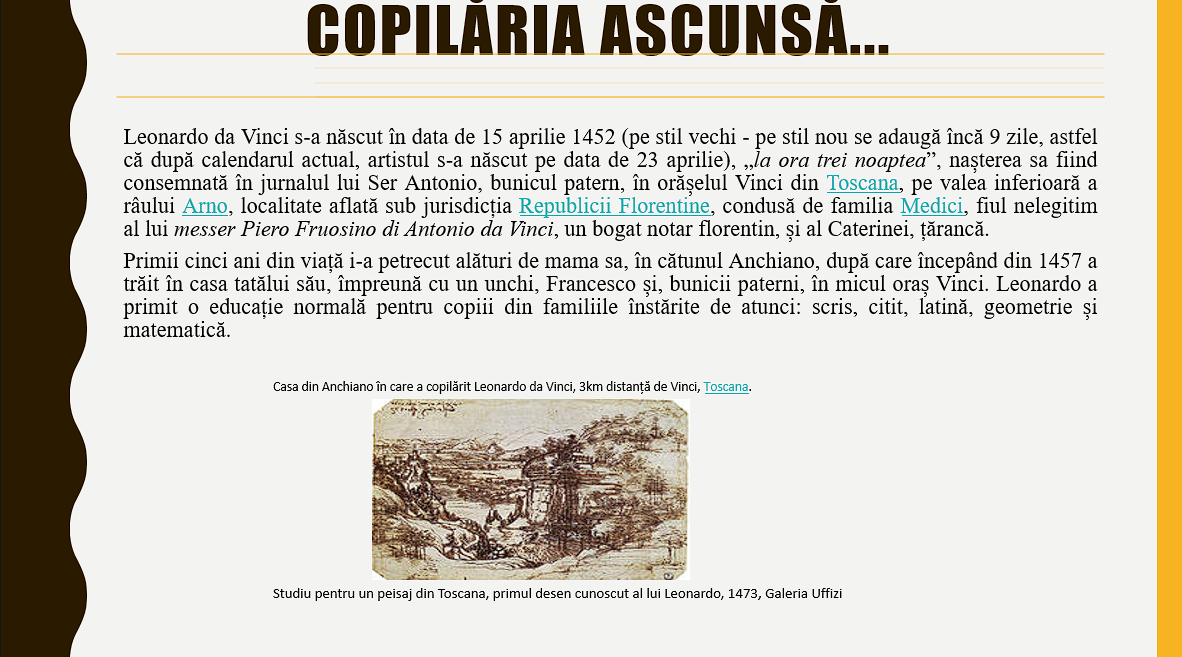 COPILĂRIA ASCUNSĂ...
Leonardo da Vinci s-a născut în data de 15 aprilie 1452 (pe stil vechi - pe stil nou se adaugă încă 9 zile, astfel
că după calendarul actual, artistul s-a născut pe data de 23 aprilie), „la ora trei noaptea”, nașterea sa fiind
consemnată în jurnalul lui Ser Antonio, bunicul patern, în orășelul Vinci din Toscana, pe valea inferioară a
râului Arno, localitate aflată sub jurisdicția Republicii Florentine, condusă de familia Medici, fiul nelegitim
al lui messer Piero Fruosino di Antonio da Vinci, un bogat notar florentin, și al Caterinei, țărancă.
Primii cinci ani din viață i-a petrecut alături de mama sa, în cătunul Anchiano, după care începând din 1457 a
trăit în casa tatălui său, împreună cu un unchi, Francesco și, bunicii paterni, în micul oraș Vinci. Leonardo a
primit o educație normală pentru copiii din familiile înstărite de atunci: scris, citit, latină, geometrie și
matematică.
Casa din Anchiano în care a copilărit Leonardo da Vinci, 3km distanță de Vinci, Toscana.
Studiu pentru un peisaj din Toscana, primul desen cunoscut al lui Leonardo, 1473, Galeria Uffizi